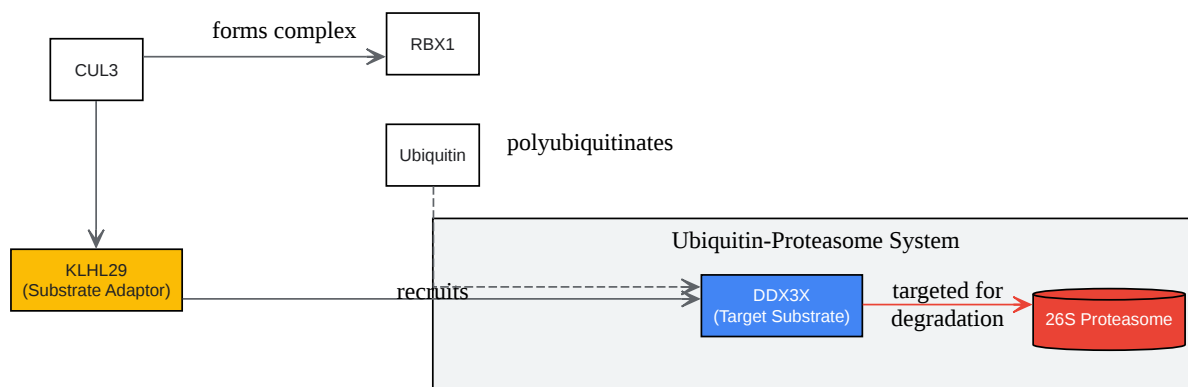 forms complex
RBX1
CUL3
Ubiquitin
polyubiquitinates
Ubiquitin-Proteasome System
KLHL29
(Substrate Adaptor)
recruits
DDX3X
(Target Substrate)
targeted for
degradation
26S Proteasome